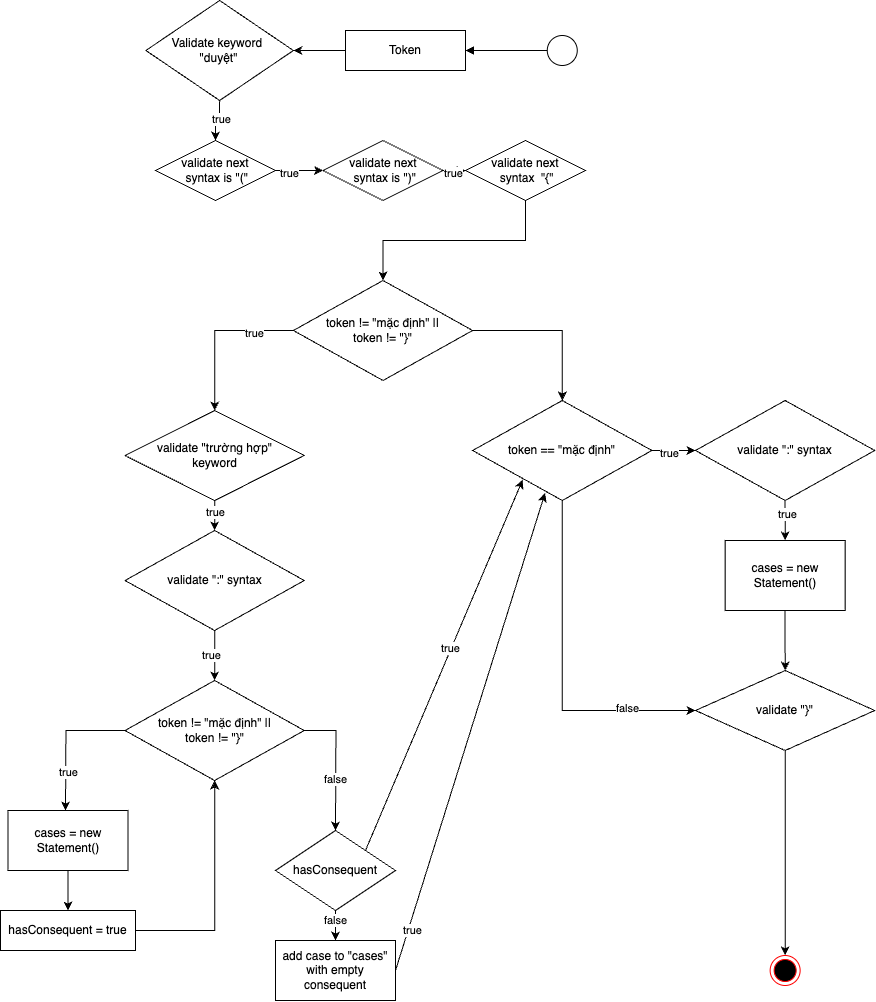 Validate keyword
"duyệt"
Token
true
validate next
syntax is "("
true
validate next
syntax is ")"
true
validate next
syntax "{"
token != "mặc định" ||
token != "}"
true
validate "trường hợp"
keyword
token == "mặc định"
true
validate ":" syntax
true
true
validate ":" syntax
cases = new
Statement()
true
true
token != "mặc định" ||
token != "}"
false
validate "}"
true
false
cases = new
Statement()
hasConsequent
false
hasConsequent = true
true
add case to "cases"
with empty
consequent